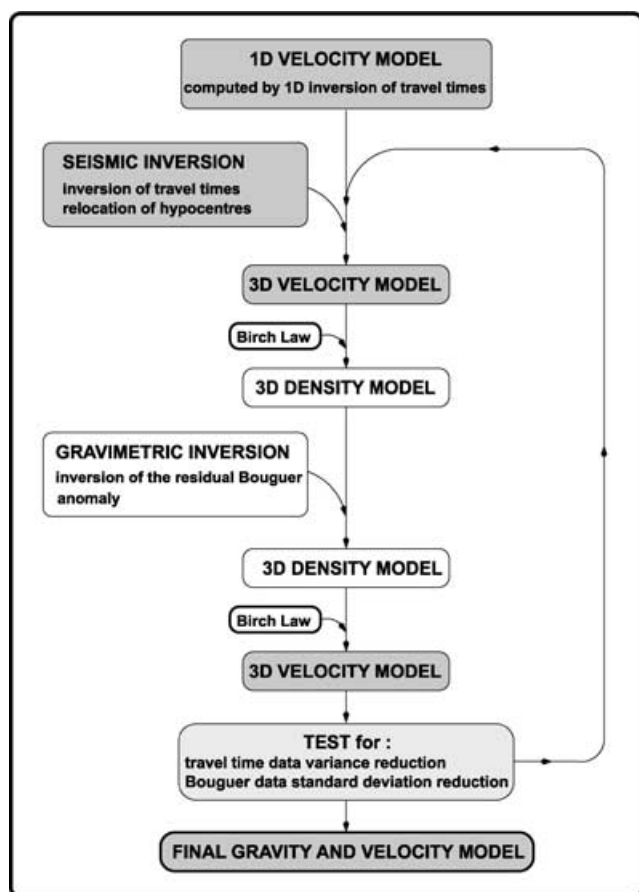 1D VELOCITY MODEL
computed by 1D inversion of travel times
SEISMIC INVERSION
inversion of travel times
relocation of hypocentres
3D VELOCITY MODEL
Birch Law
3D DENSITY MODEL
GRAVIMETRIC INVERSION
inversion of the residual Bouguer
anomaly
3D DENSITY MODEL
Birch Law
3D VELOCITY MODEL
TEST for :
travel time data variance reduction
Bouguer data standard deviation reduction
FINAL GRAVITY AND VELOCITY MODEL